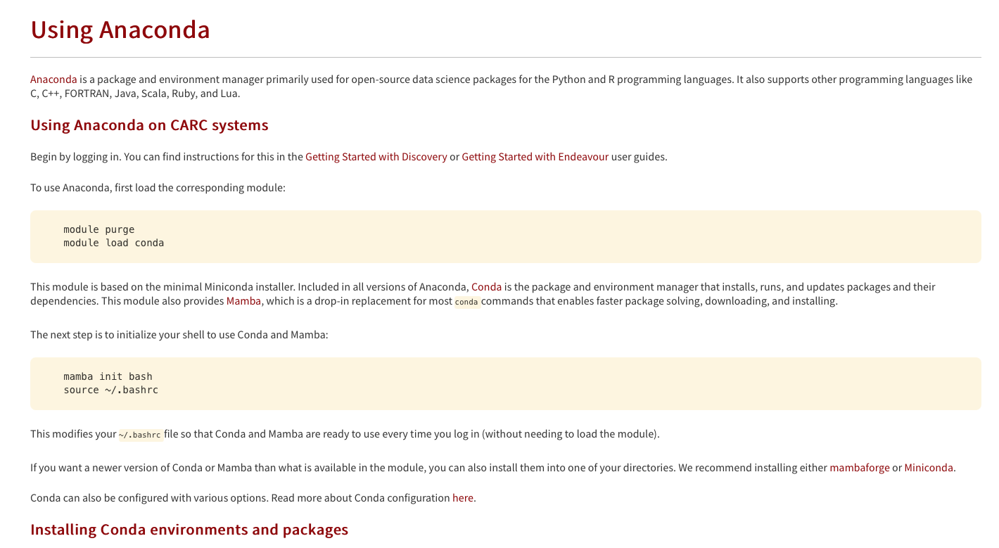 Using Anaconda
Anaconda is a package and environment manager primarily used for open-source data science packages for the Python and R programming languages. It also supports other programming languages like
C, C++, FORTRAN, Java, Scala, Ruby, and Lua.
Using Anaconda on CARC systems
Begin by logging in. You can find instructions for this in the Getting Started with Discovery or Getting Started with Endeavour user guides.
To use Anaconda, first load the corresponding module:
module purge
module load conda
This module is based on the minimal Miniconda installer. Included in all versions of Anaconda, Conda is the package and environment manager that installs, runs, and updates packages and their
dependencies. This module also provides Mamba, which is a drop-in replacement for most conda commands that enables faster package solving, downloading, and installing.
The next step is to initialize your shell to use Conda and Mamba:
mamba init bash
source ~/.bashrc
This modifies your ~/.bashrc file so that Conda and Mamba are ready to use every time you log in (without needing to load the module).
If you want a newer version of Conda or Mamba than what is available in the module, you can also install them into one of your directories. We recommend installing either mambaforge or Miniconda.
Conda can also be configured with various options. Read more about Conda configuration here.
Installing Conda environments and packages